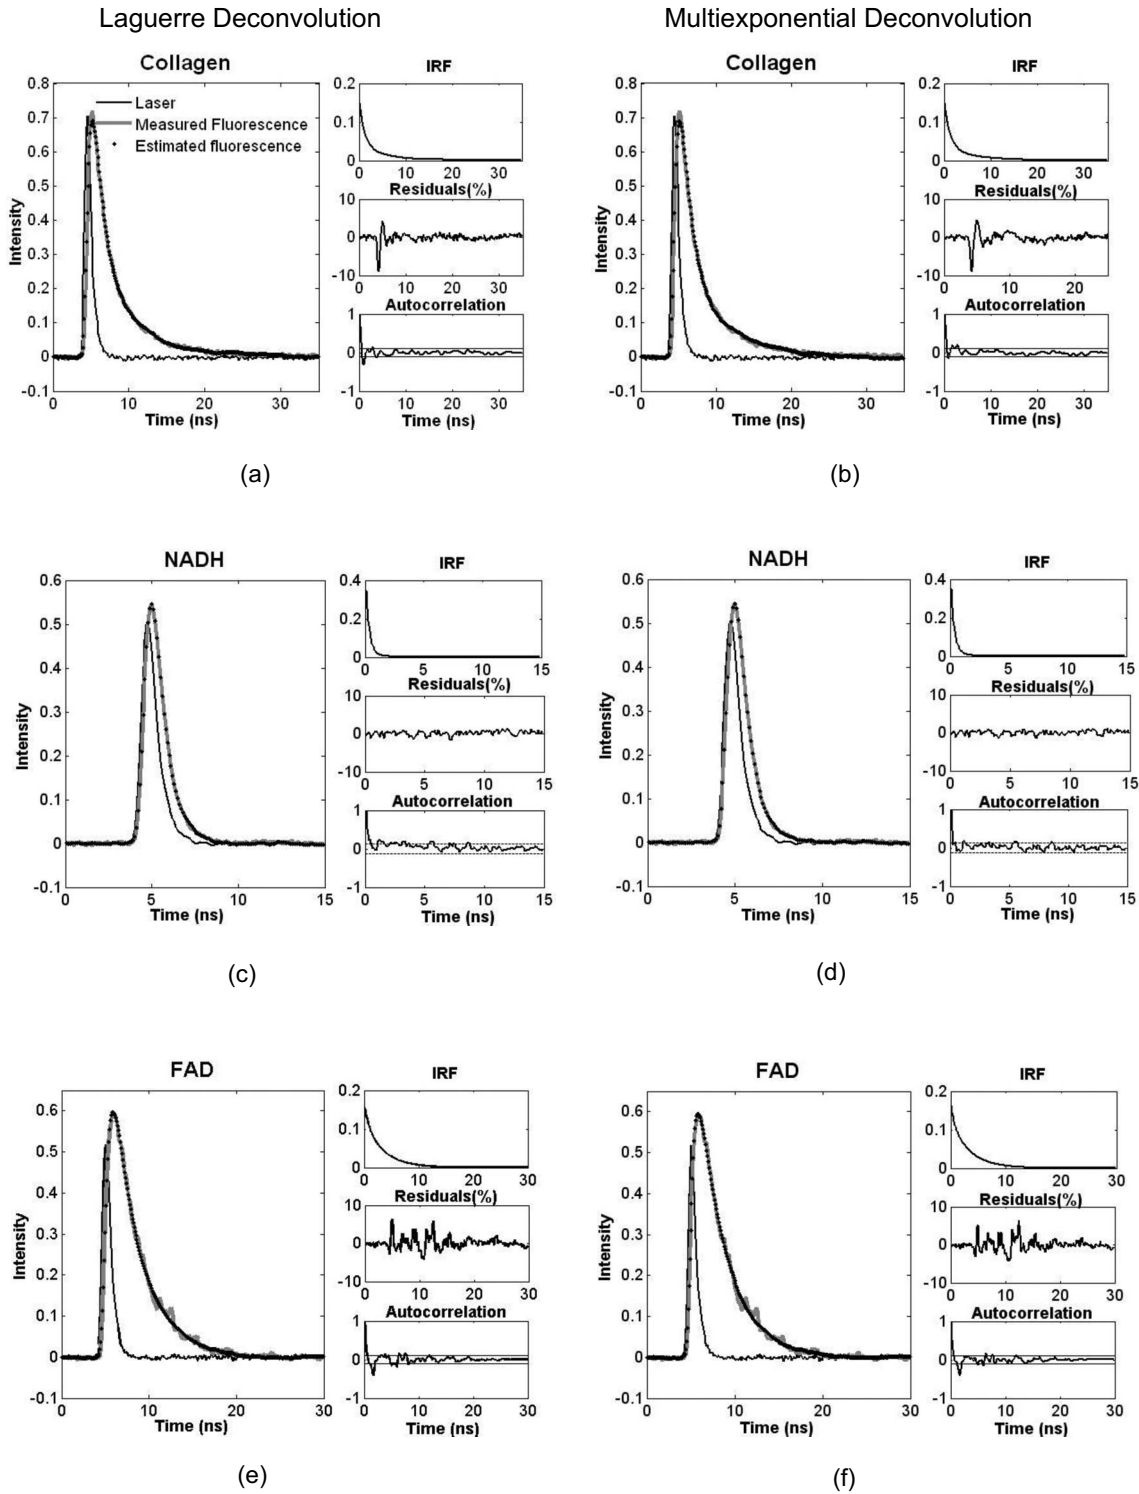 Laguerre Deconvolution
Multiexponential Deconvolution
Collagen
Laser
Measured Fluorescence
Estimated fluorescence
0.8
0.7
0.6
0.5
0.4
0.3
0.2
0.1
0
-0.1
Intensity
0 10 20 30
Time (ns)
IRF
0.2
0.1
0
0 10 20 30
Residuals(%)
10
0
-10
0 10 20 30
Autocorrelation
1
0
-1
0 10 20 30
Time (ns)
(a)
Collagen
0.8
0.7
0.6
0.5
0.4
0.3
0.2
0.1
0
-0.1
Intensity
0 10 20 30
Time (ns)
IRF
0.2
0.1
0
0 10 20 30
Residuals(%)
10
0
-10
0 10 20
Autocorrelation
1
0
-1
0 10 20 30
Time (ns)
(b)
NADH
0.6
0.5
0.4
0.3
0.2
0.1
0
-0.1
Intensity
0 5 10 15
Time (ns)
IRF
0.4
0.2
0
0 5 10 15
Residuals(%)
10
0
-10
0 5 10 15
Autocorrelation
1
0
-1
0 5 10 15
Time (ns)
(c)
NADH
0.6
0.5
0.4
0.3
0.2
0.1
0
-0.1
Intensity
0 5 10 15
Time (ns)
IRF
0.4
0.2
0
0 5 10 15
Residuals(%)
10
0
-10
0 5 10 15
Autocorrelation
1
0
-1
0 5 10 15
Time (ns)
(d)
FAD
0.6
0.5
0.4
0.3
0.2
0.1
0
-0.1
Intensity
0 10 20 30
Time (ns)
IRF
0.2
0.1
0
0 10 20 30
Residuals(%)
10
0
-10
0 10 20 30
Autocorrelation
1
0
-1
0 10 20 30
Time (ns)
(e)
FAD
0.6
0.5
0.4
0.3
0.2
0.1
0
-0.1
Intensity
0 10 20 30
Time (ns)
IRF
0.2
0.1
0
0 10 20 30
Residuals(%)
10
0
-10
0 10 20 30
Autocorrelation
1
0
-1
0 10 20 30
Time (ns)
(f)